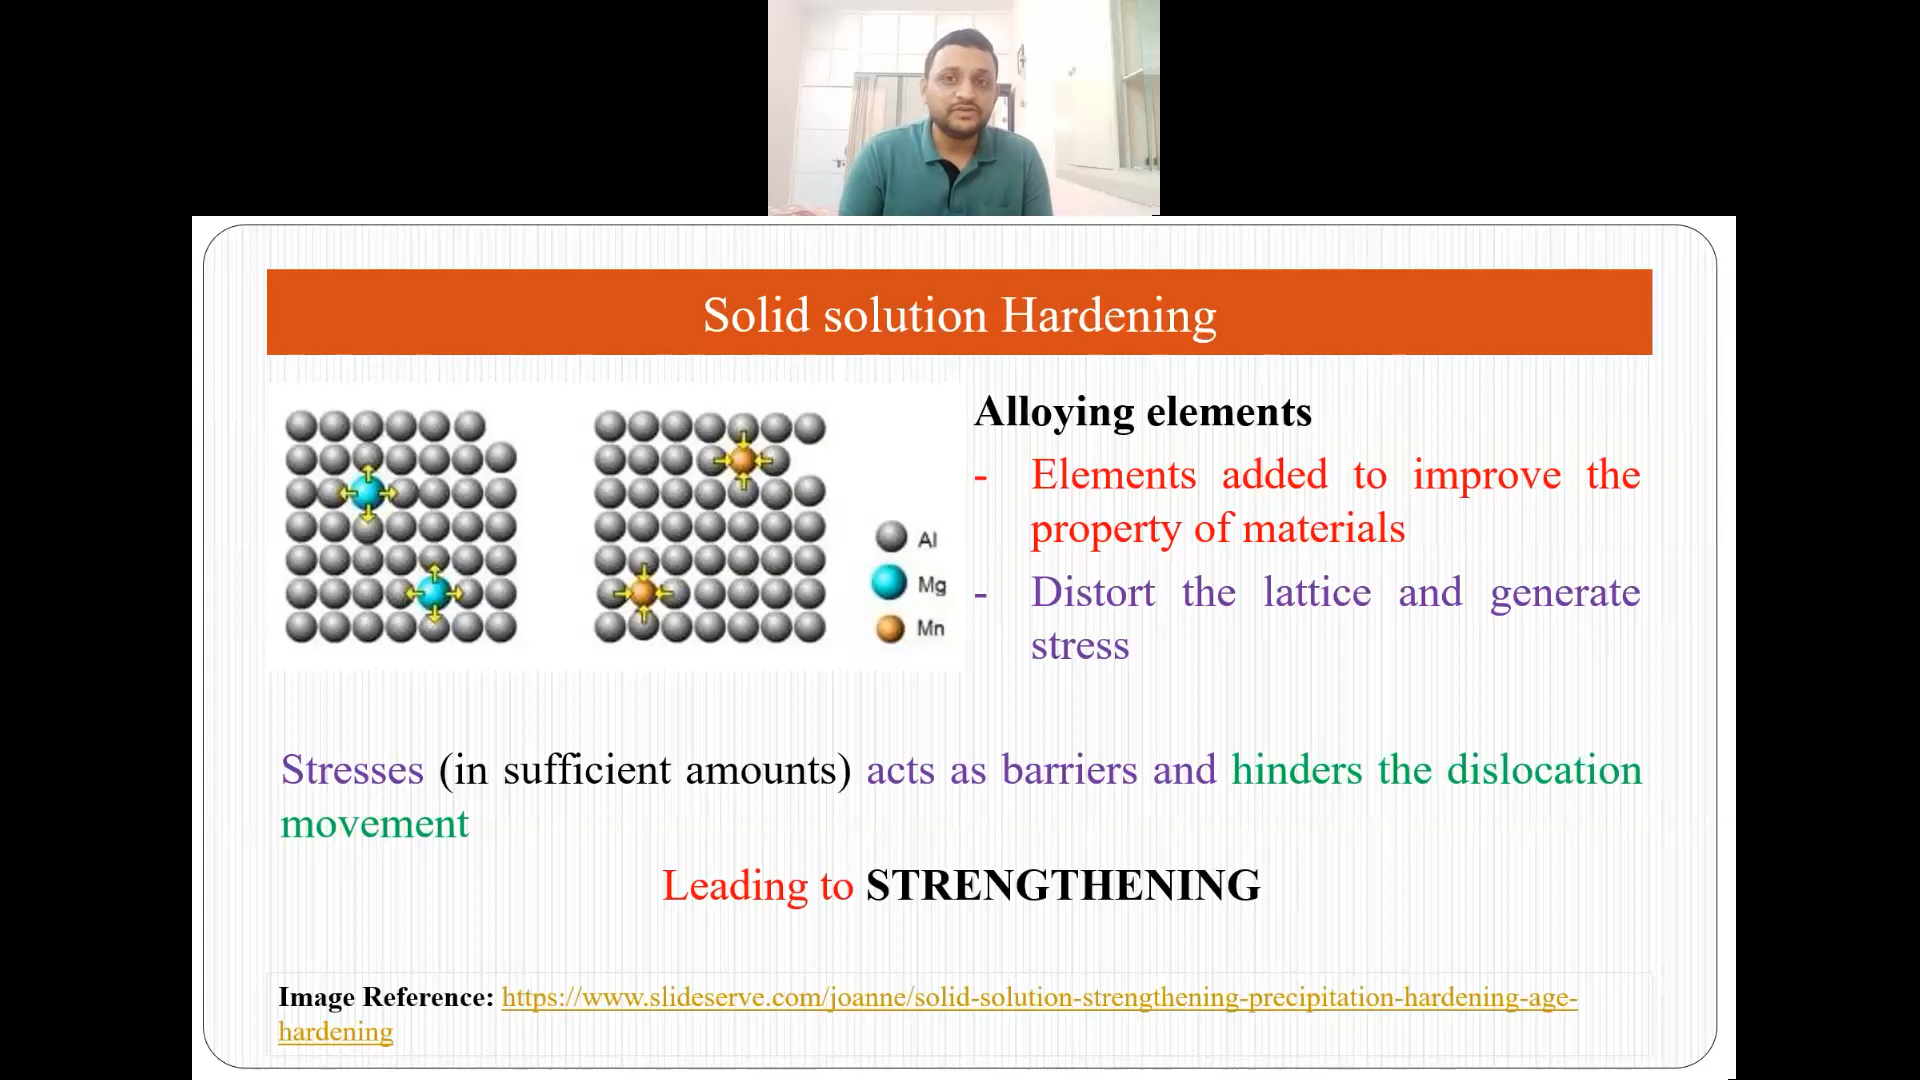 Solid solution Hardening
Al
Mg
Mn
Alloying elements
- Elements added to improve the
property of materials
- Distort the lattice and generate
stress
Stresses (in sufficient amounts) acts as barriers and hinders the dislocation
movement
Leading to STRENGTHENING
Image Reference: https://www.slideserve.com/joanne/solid-solution-strengthening-precipitation-hardening-age-
hardening